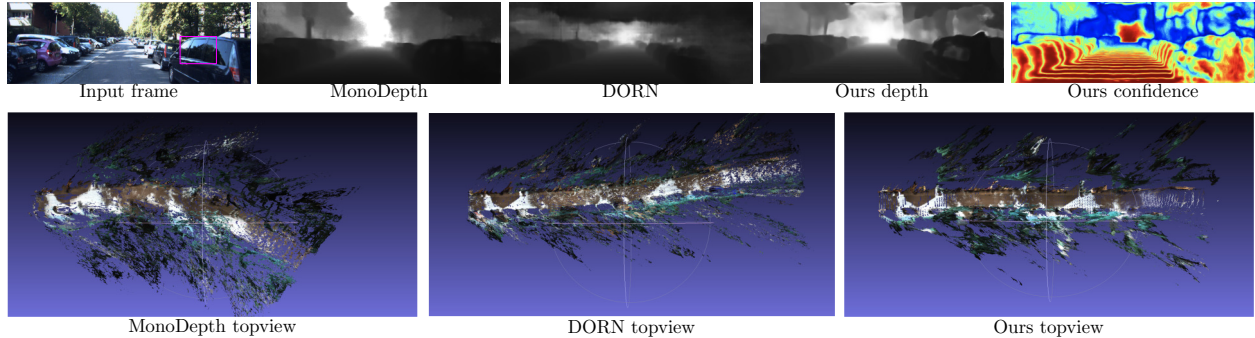 Input frame
MonoDepth
DORN
Ours depth
Ours confidence
MonoDepth topview
DORN topview
Ours topview